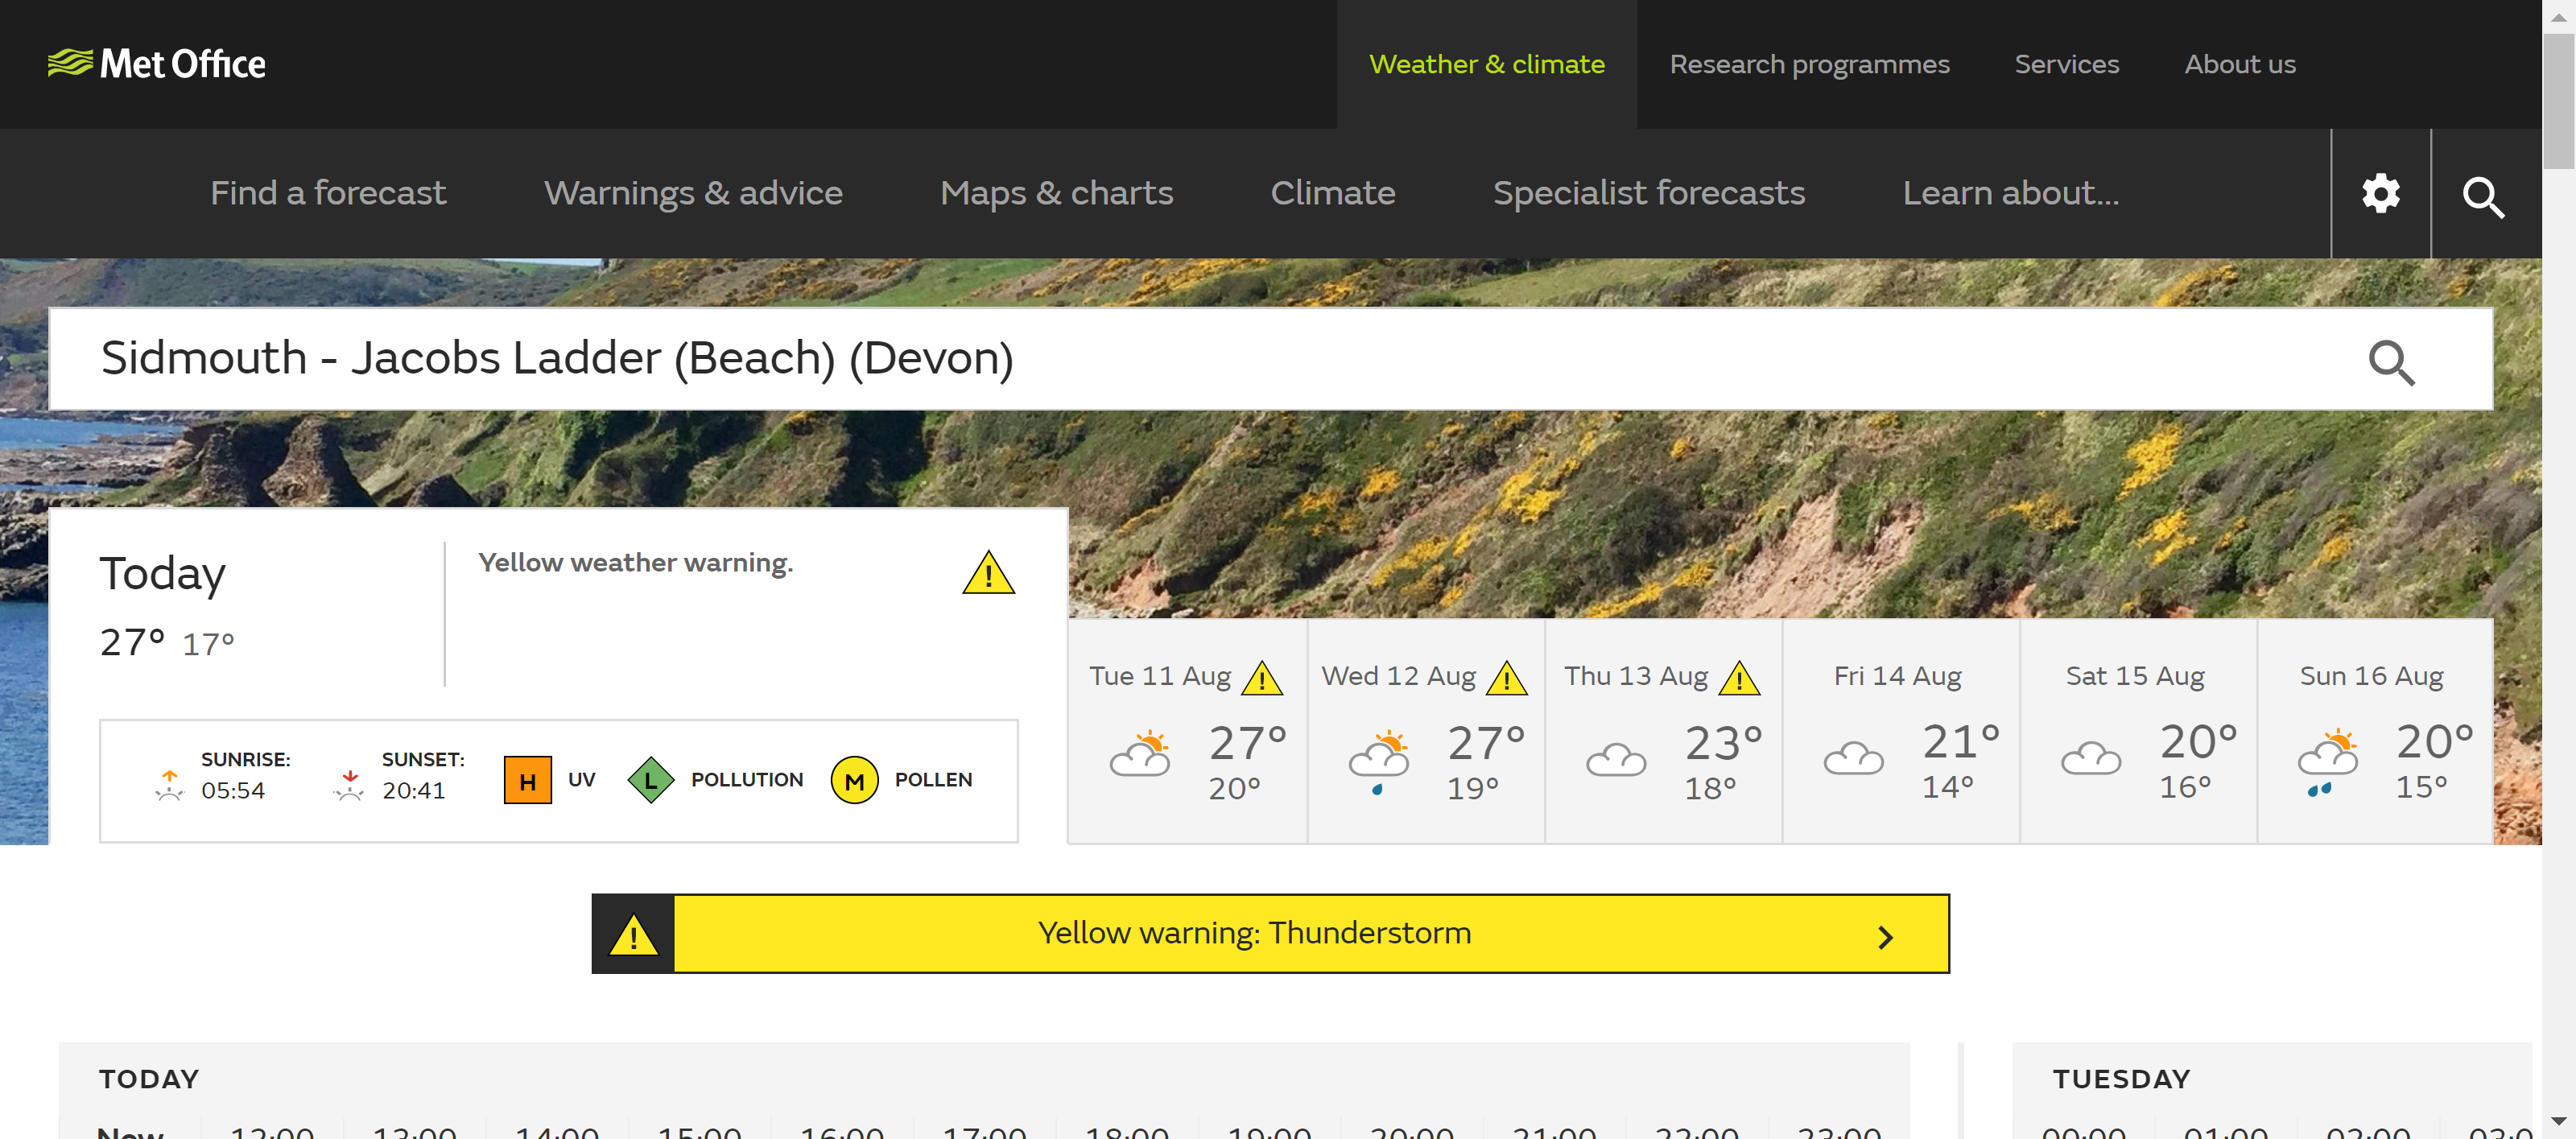 Met Office
Weather & climate Research programmes Services About us
Find a forecast Warnings & advice Maps & charts Climate Specialist forecasts Learn about...
Sidmouth - Jacobs Ladder (Beach) (Devon)
Today
27° 17°
Yellow weather warning.
!
SUNRISE:
05:54
SUNSET:
20:41
H UV
L POLLUTION
M POLLEN
Tue 11 Aug !
27°
20°
Wed 12 Aug !
27°
19°
Thu 13 Aug !
23°
18°
Fri 14 Aug
21°
14°
Sat 15 Aug
20°
16°
Sun 16 Aug
20°
15°
! Yellow warning: Thunderstorm
TODAY
Now 12:00 13:00 14:00 15:00 16:00 17:00 18:00 19:00 20:00 21:00 22:00 23:00
TUESDAY
00:00 01:00 02:00 03:0